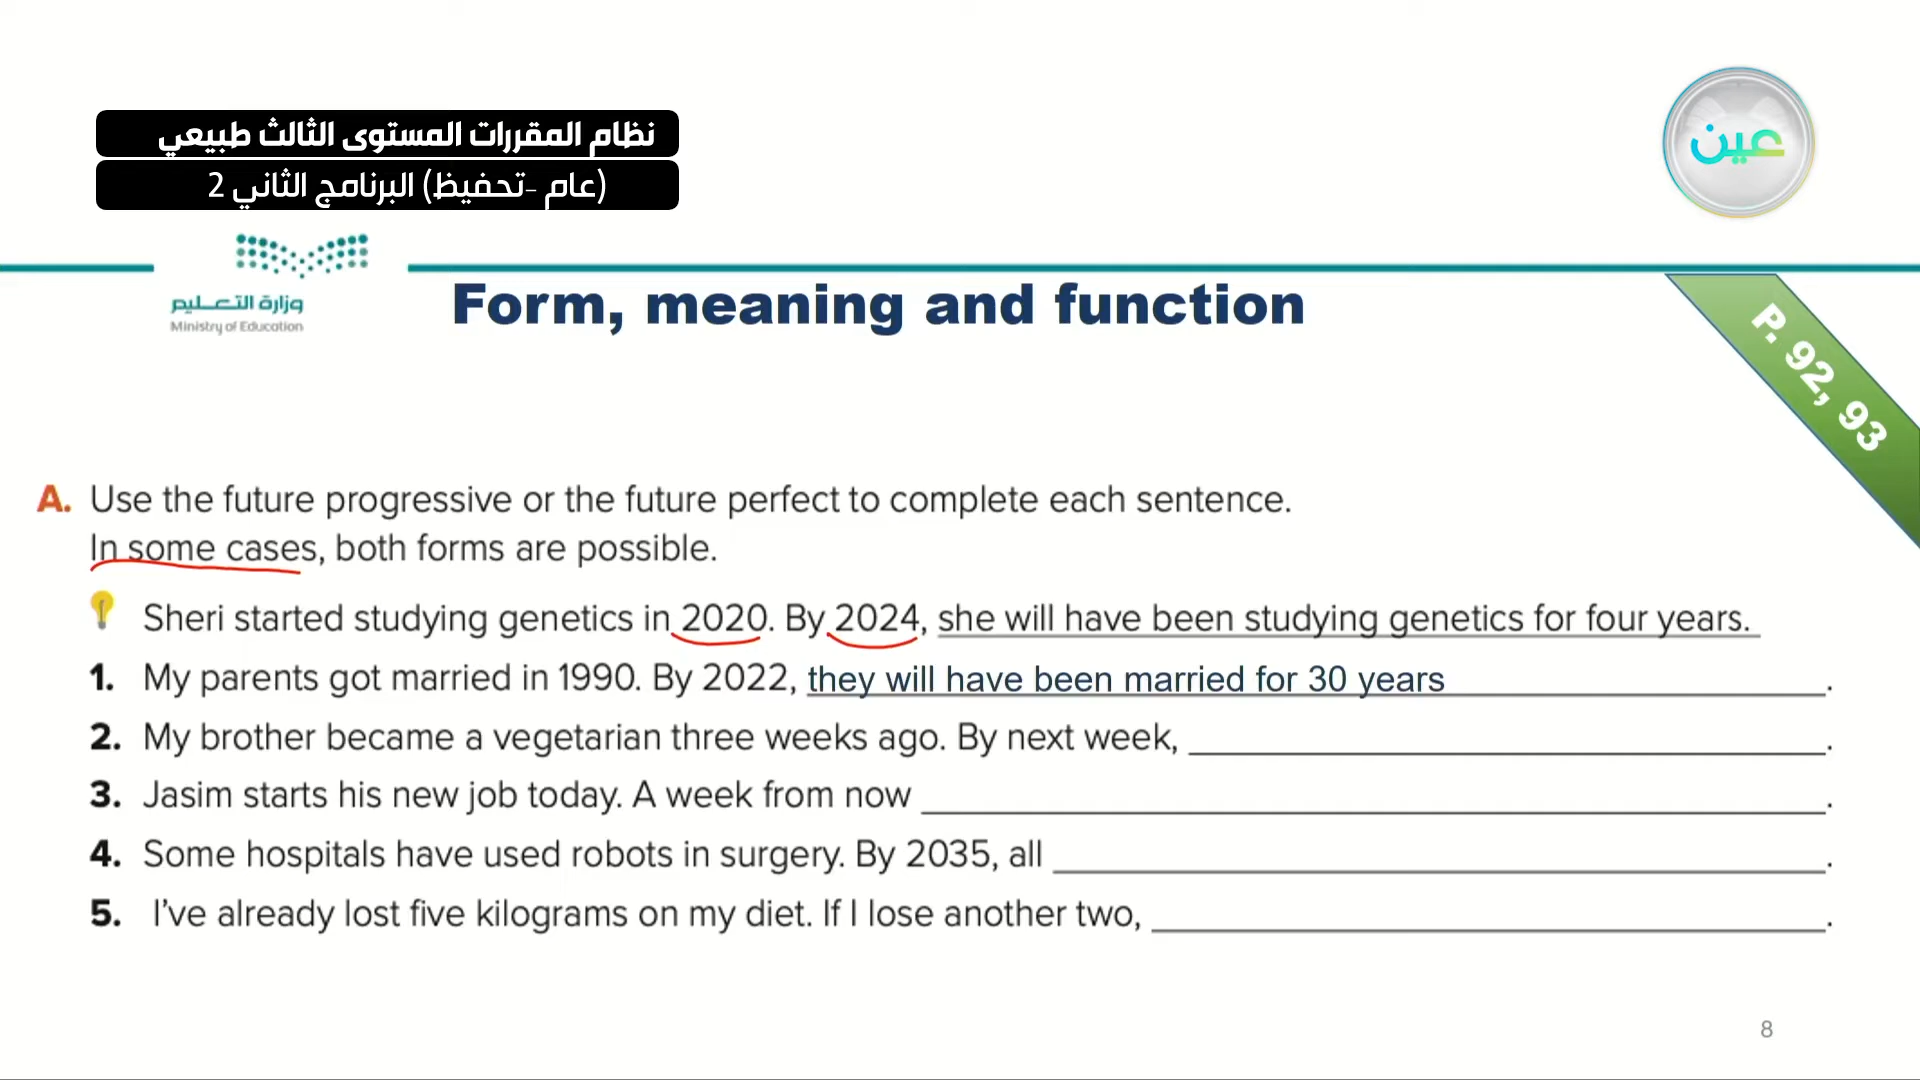 نظام المقررات المستوى الثالث طبيعي
(عام -تحفيظ) البرنامج الثاني 2
عين
وزارة التعليم
Ministry of Education
Form, meaning and function
P. 92, 93
A. Use the future progressive or the future perfect to complete each sentence.
In some cases, both forms are possible.
Sheri started studying genetics in 2020. By 2024, she will have been studying genetics for four years.
1. My parents got married in 1990. By 2022, they will have been married for 30 years.
2. My brother became a vegetarian three weeks ago. By next week, .
3. Jasim starts his new job today. A week from now .
4. Some hospitals have used robots in surgery. By 2035, all .
5. I've already lost five kilograms on my diet. If I lose another two, .
8